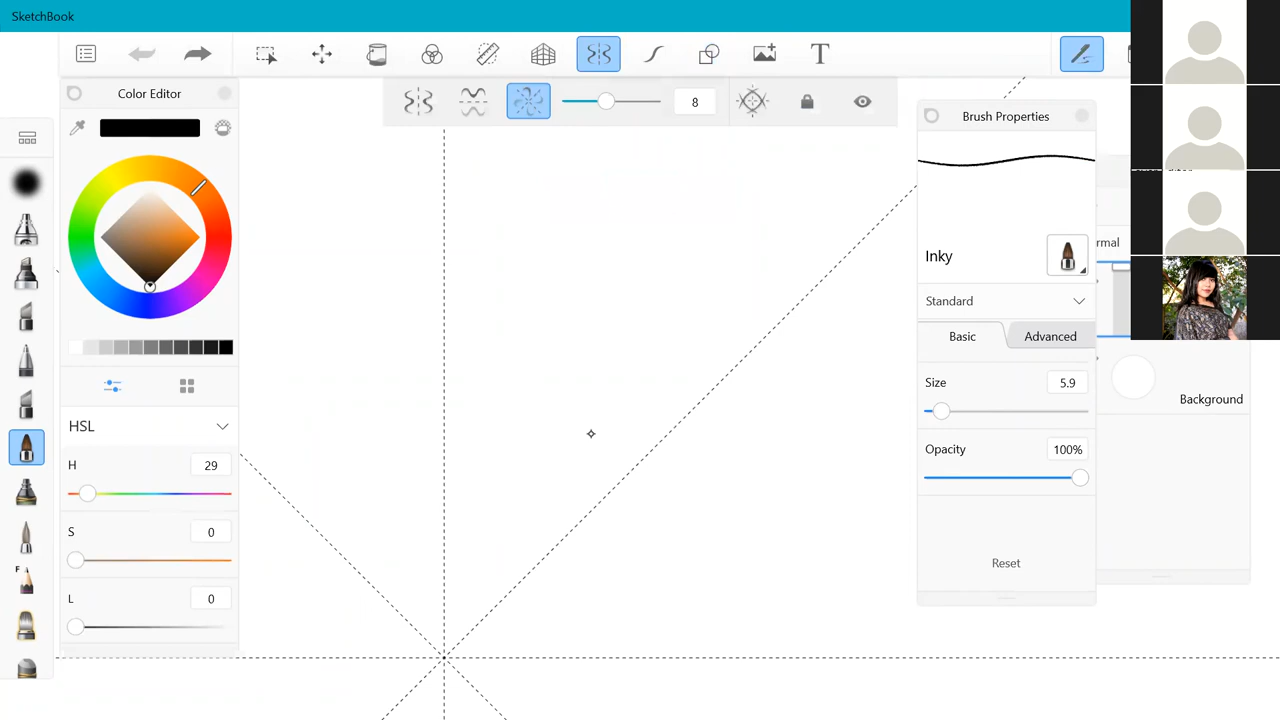 SketchBook
T
8
Color Editor
Brush Properties
Inky
rmal
Standard
Basic
Advanced
Size
5.9
Background
HSL
Opacity
100%
H
29
S
0
F
Reset
L
0